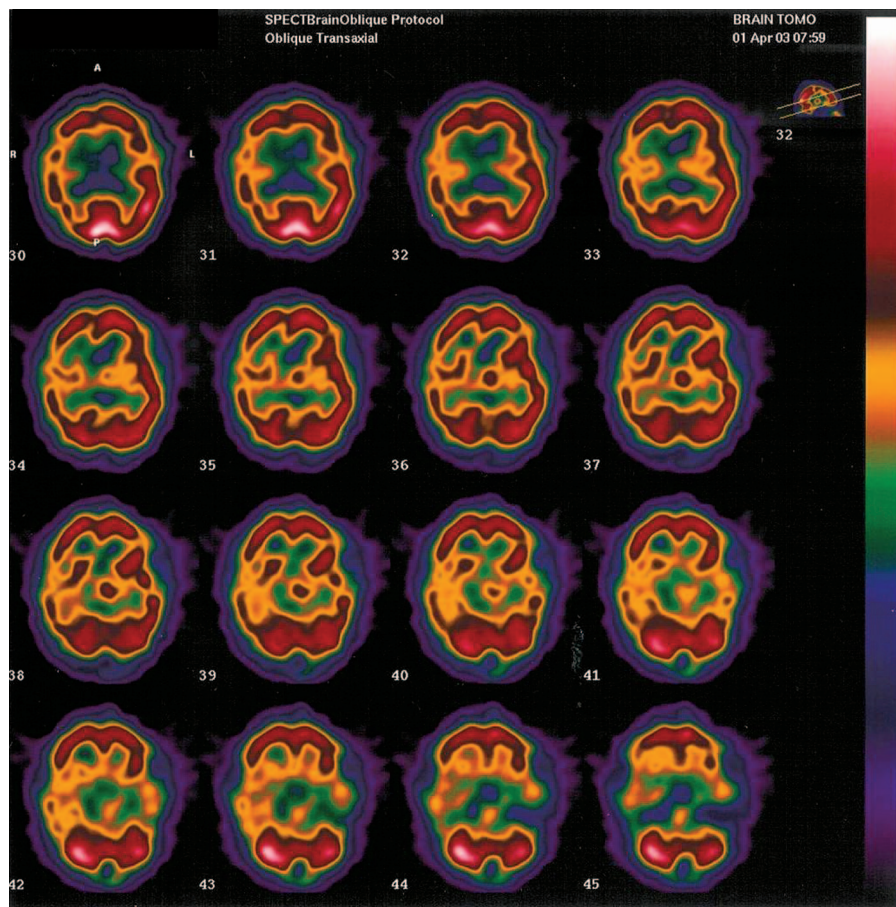 SPECTBrainOblique Protocol
Oblique Transaxial
BRAIN TOMO
01 Apr 03 07:59
A
R
L
P
32
30
31
32
33
34
35
36
37
38
39
40
41
42
43
44
45